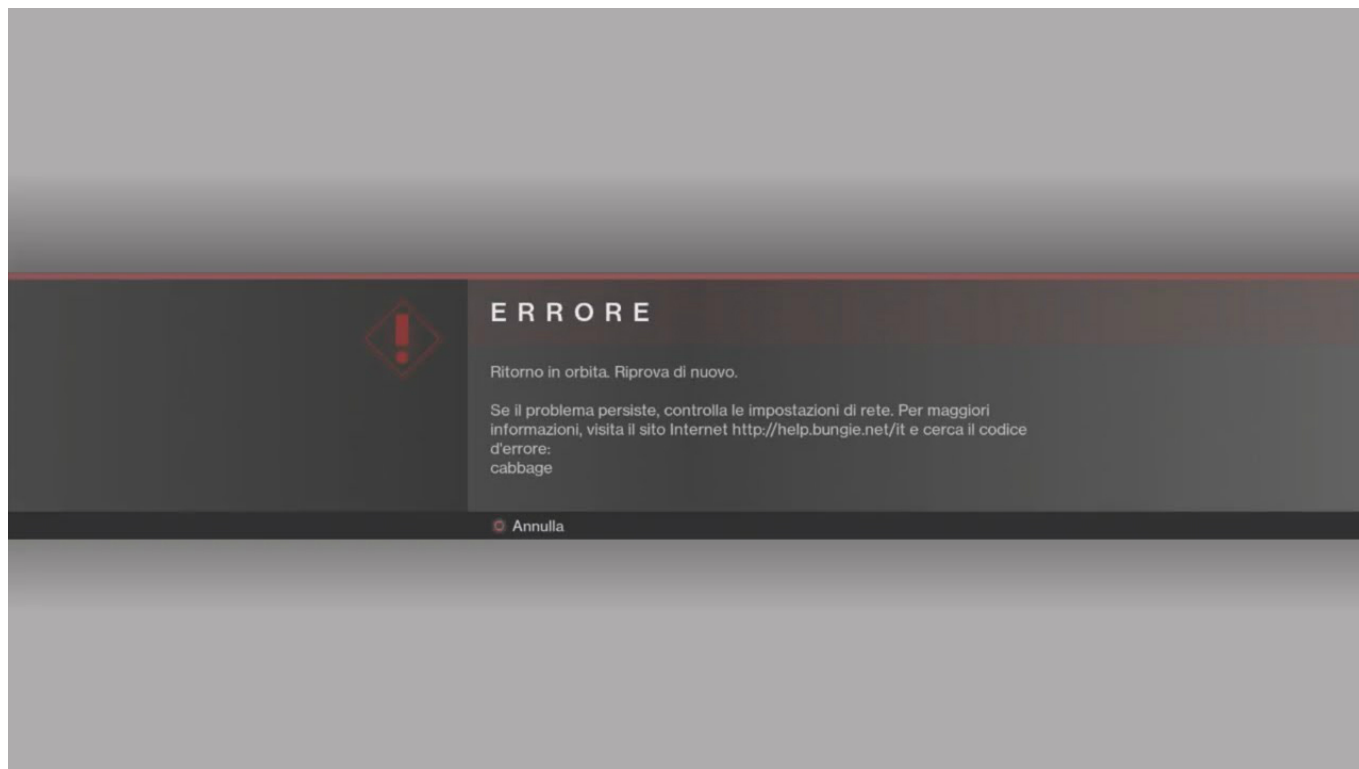 ERRORE
Ritorno in orbita. Riprova di nuovo.
Se il problema persiste, controlla le impostazioni di rete. Per maggiori
informazioni, visita il sito Internet http://help.bungie.net/it e cerca il codice
d'errore:
cabbage
Annulla